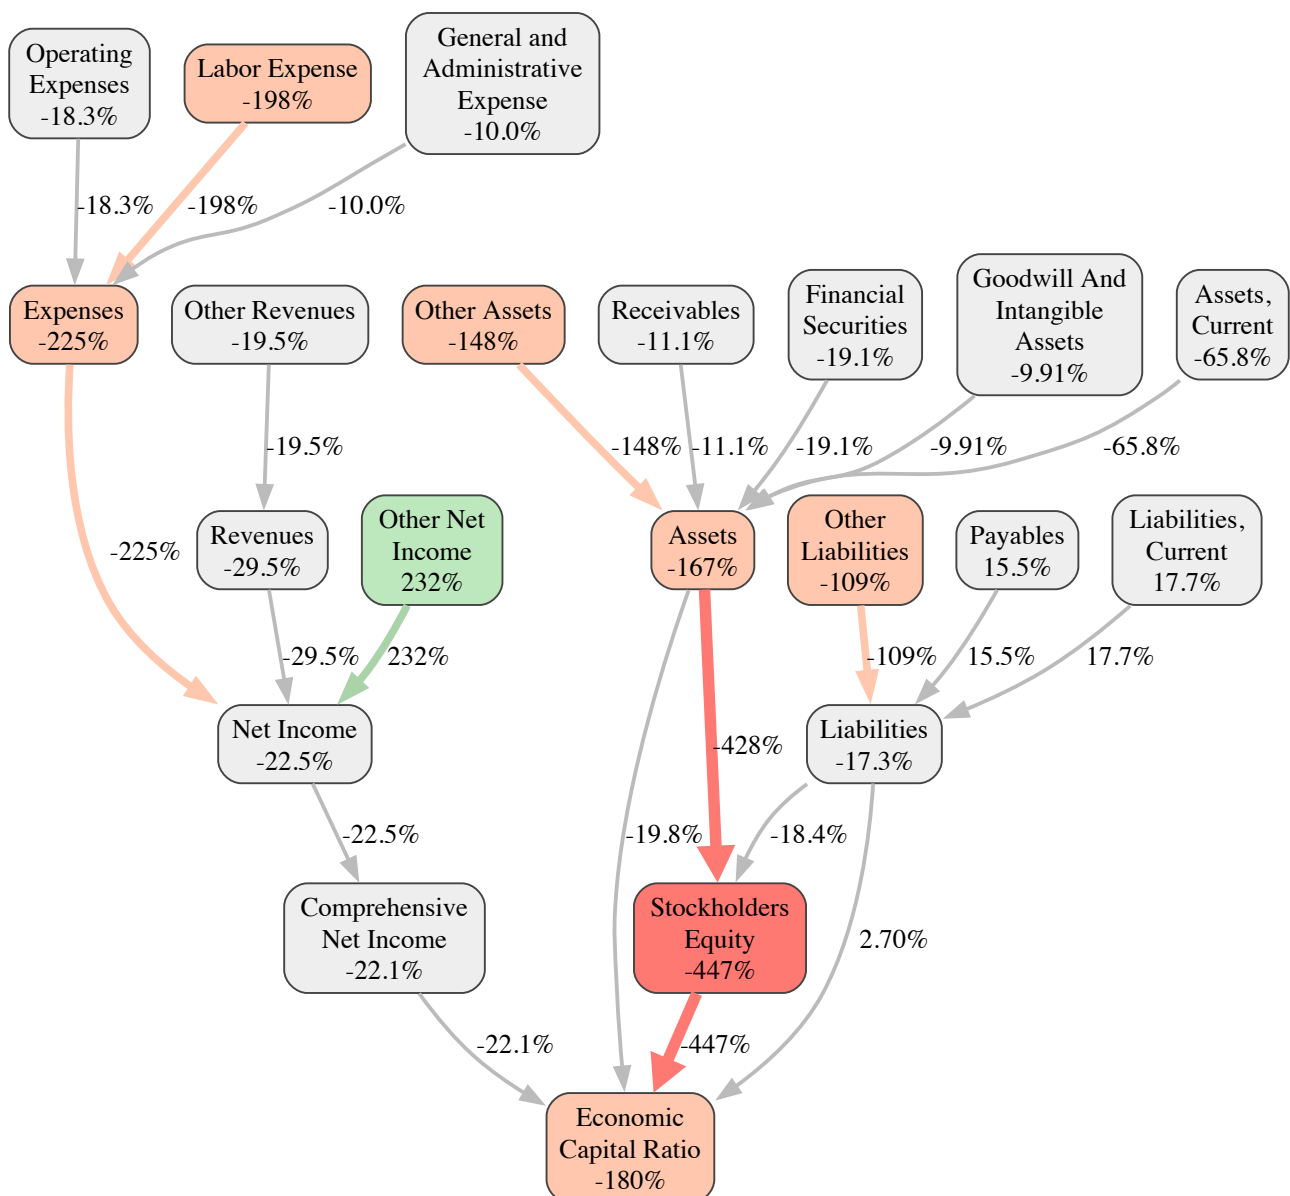 Operating
Expenses
-18.3%
Labor Expense
-198%
General and
Administrative
Expense
-10.0%
-18.3%
-198%
-10.0%
Expenses
-225%
Other Revenues
-19.5%
Other Assets
-148%
Receivables
-11.1%
Financial
Securities
-19.1%
Goodwill And
Intangible
Assets
-9.91%
Assets,
Current
-65.8%
-19.5%
-148%
-11.1%
-19.1%
-9.91%
-65.8%
-225%
Revenues
-29.5%
Other Net
Income
232%
Assets
-167%
Other
Liabilities
-109%
Payables
15.5%
Liabilities,
Current
17.7%
-29.5%
232%
-109%
15.5%
17.7%
Net Income
-22.5%
-428%
Liabilities
-17.3%
-22.5%
-19.8%
-18.4%
Comprehensive
Net Income
-22.1%
Stockholders
Equity
-447%
2.70%
-22.1%
-447%
Economic
Capital Ratio
-180%